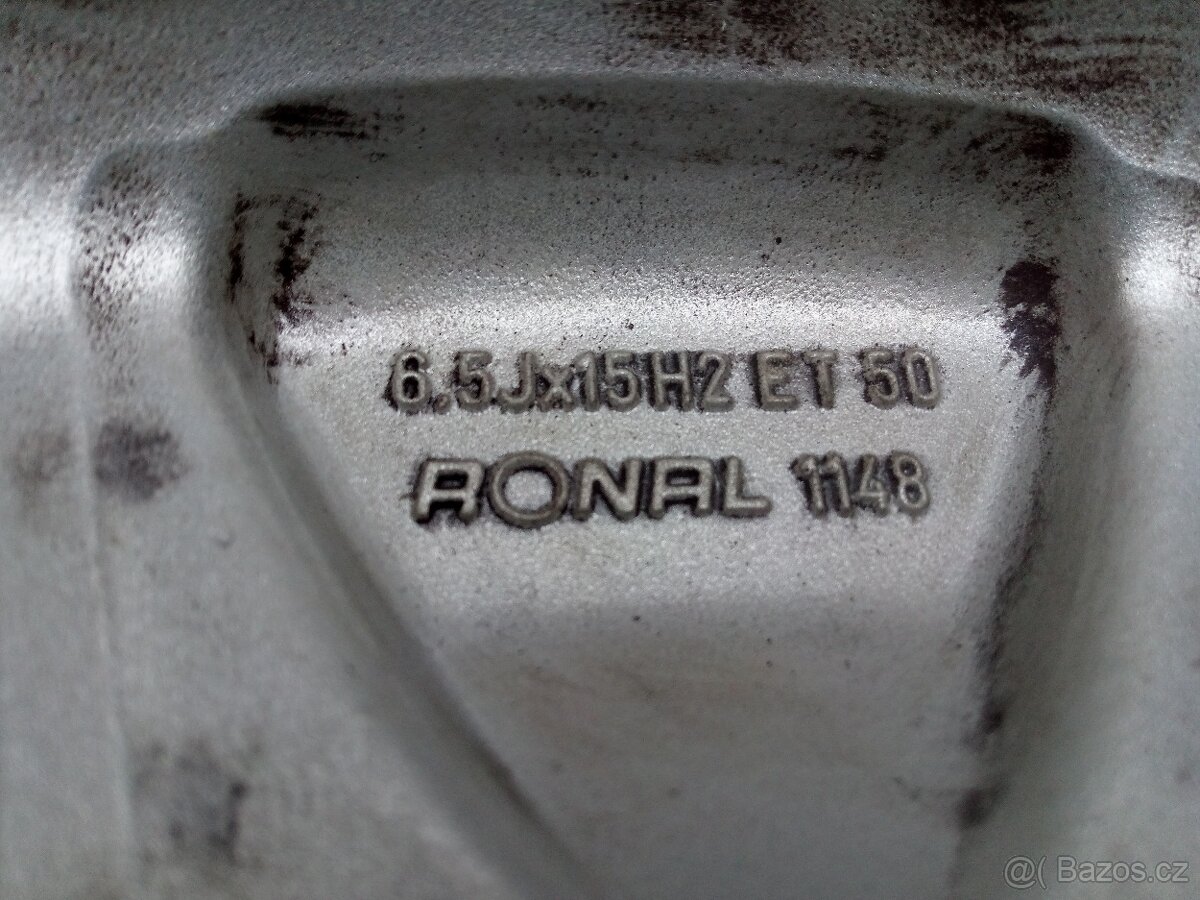 6.5Jx15H2 ET 50
RONAL 1148
@( Bazos.cz